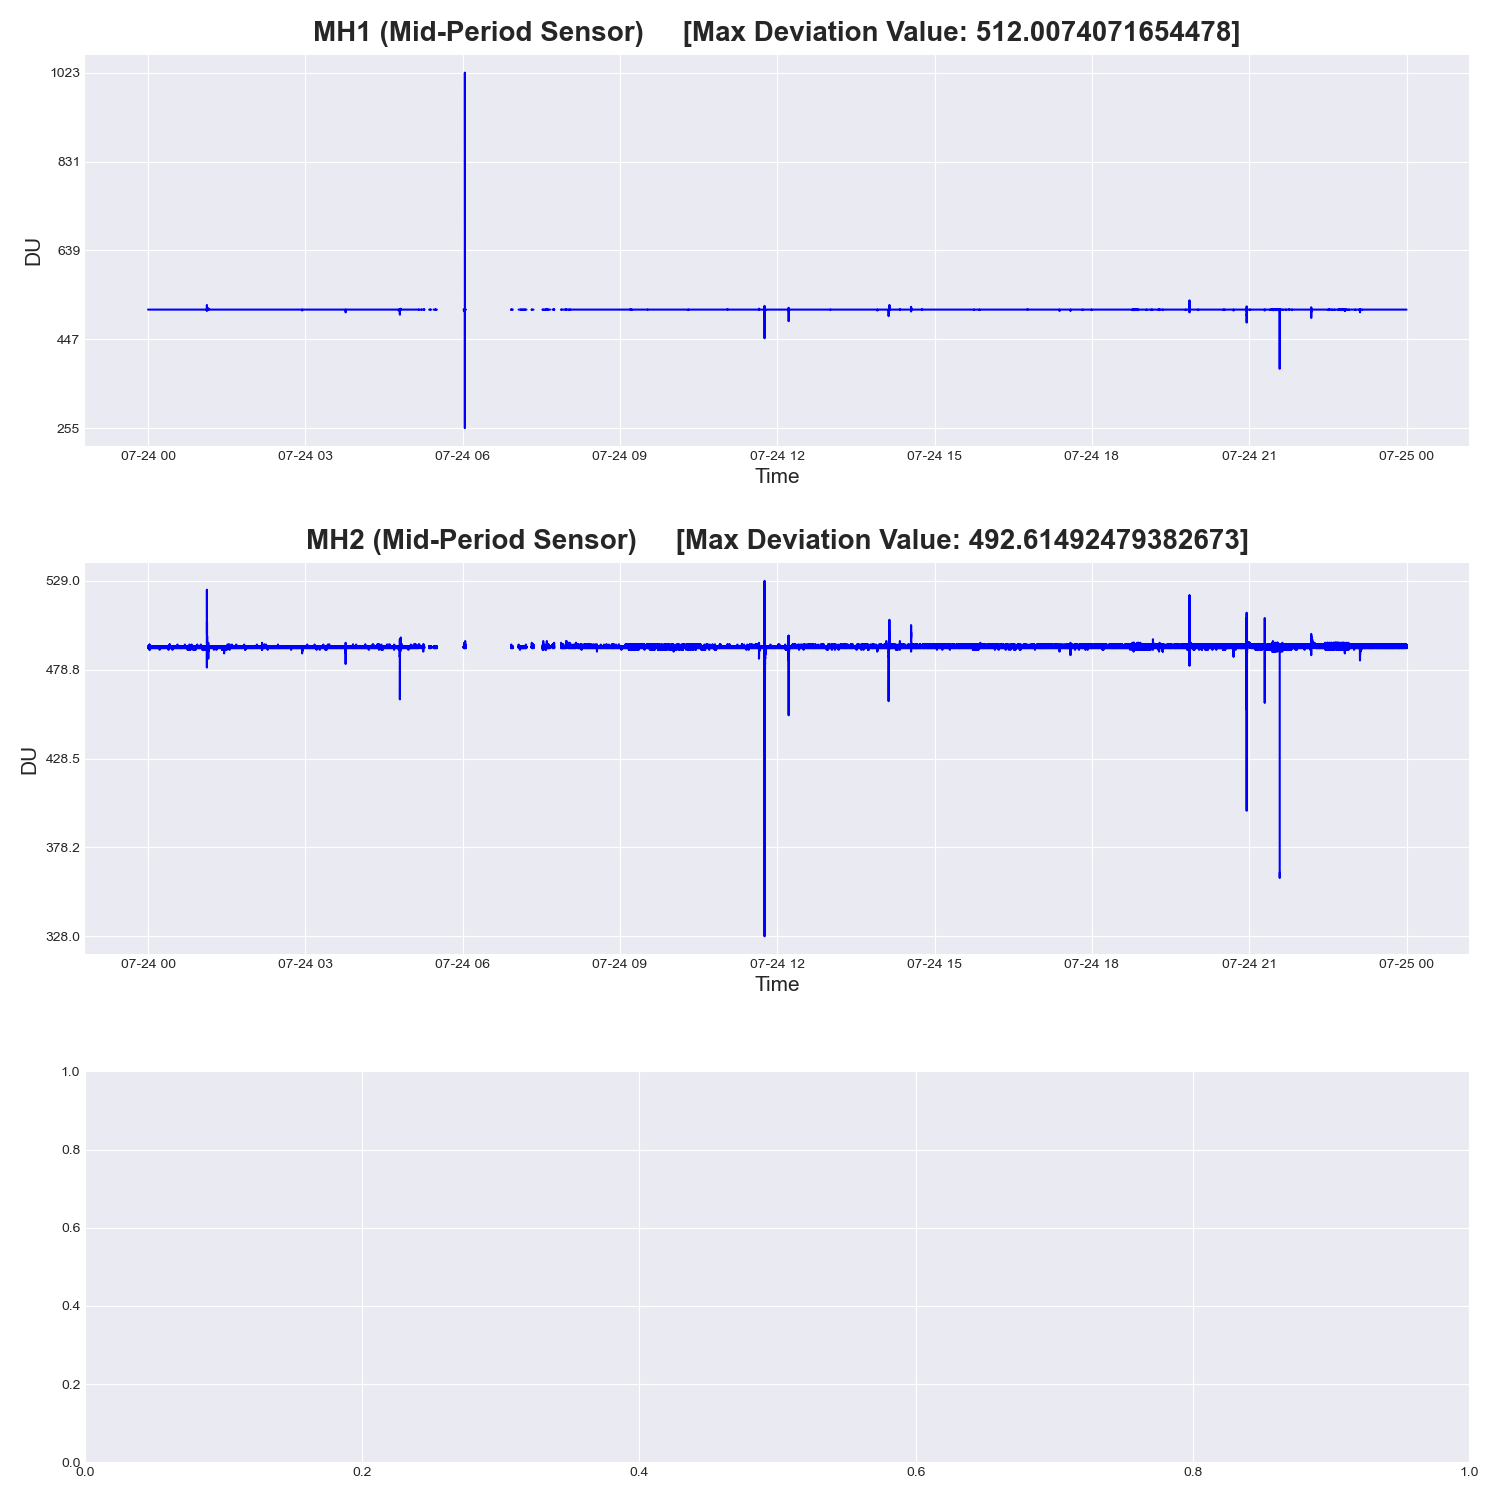 MH1 (Mid-Period Sensor) [Max Deviation Value: 512.0074071654478]
1023
831
639
447
255
DU
07-24 00 07-24 03 07-24 06 07-24 09 07-24 12 07-24 15 07-24 18 07-24 21 07-25 00
Time
MH2 (Mid-Period Sensor) [Max Deviation Value: 492.61492479382673]
529.0
478.8
428.5
378.2
328.0
DU
07-24 00 07-24 03 07-24 06 07-24 09 07-24 12 07-24 15 07-24 18 07-24 21 07-25 00
Time
1.0
0.8
0.6
0.4
0.2
0.0
0.0 0.2 0.4 0.6 0.8 1.0